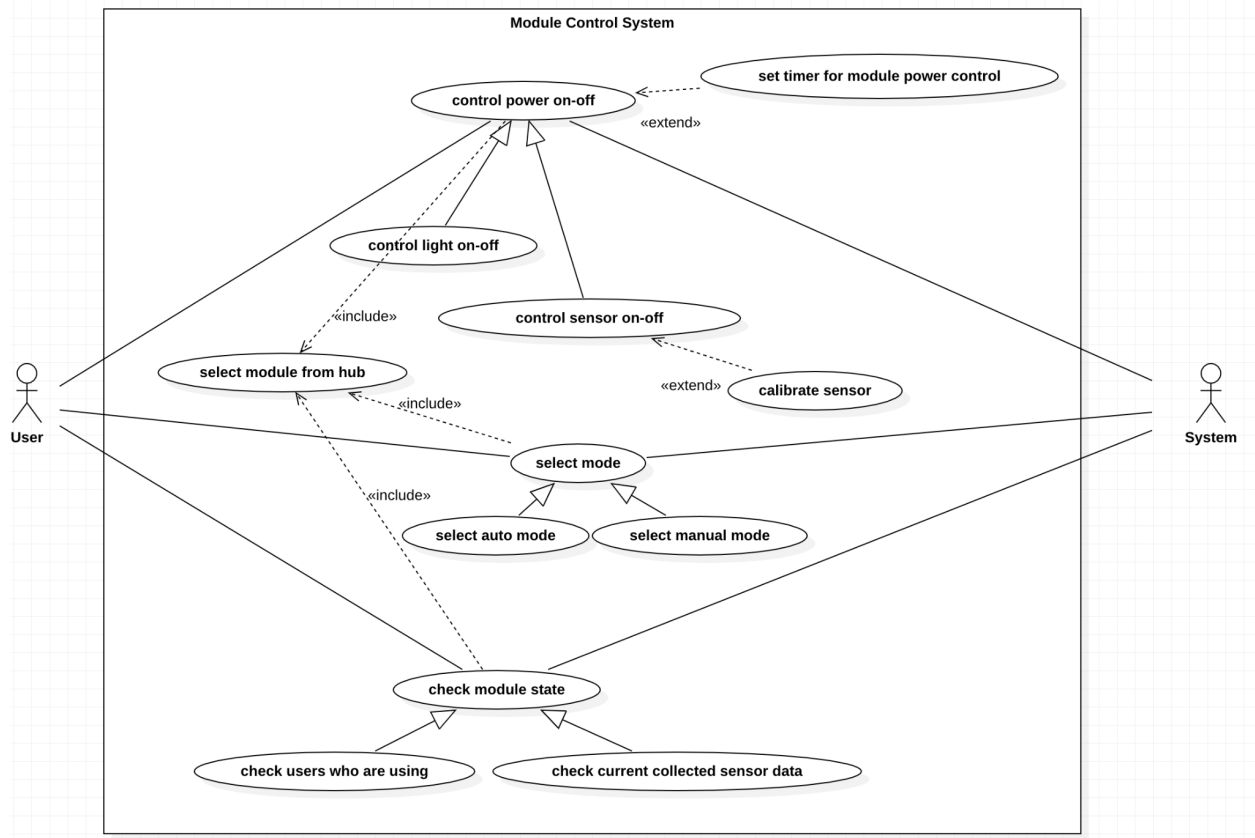 Module Control System
set timer for module power control
control power on-off
«extend»
control light on-off
«include»
control sensor on-off
select module from hub
«extend»
calibrate sensor
«include»
User
System
select mode
«include»
select auto mode
select manual mode
check module state
check users who are using
check current collected sensor data